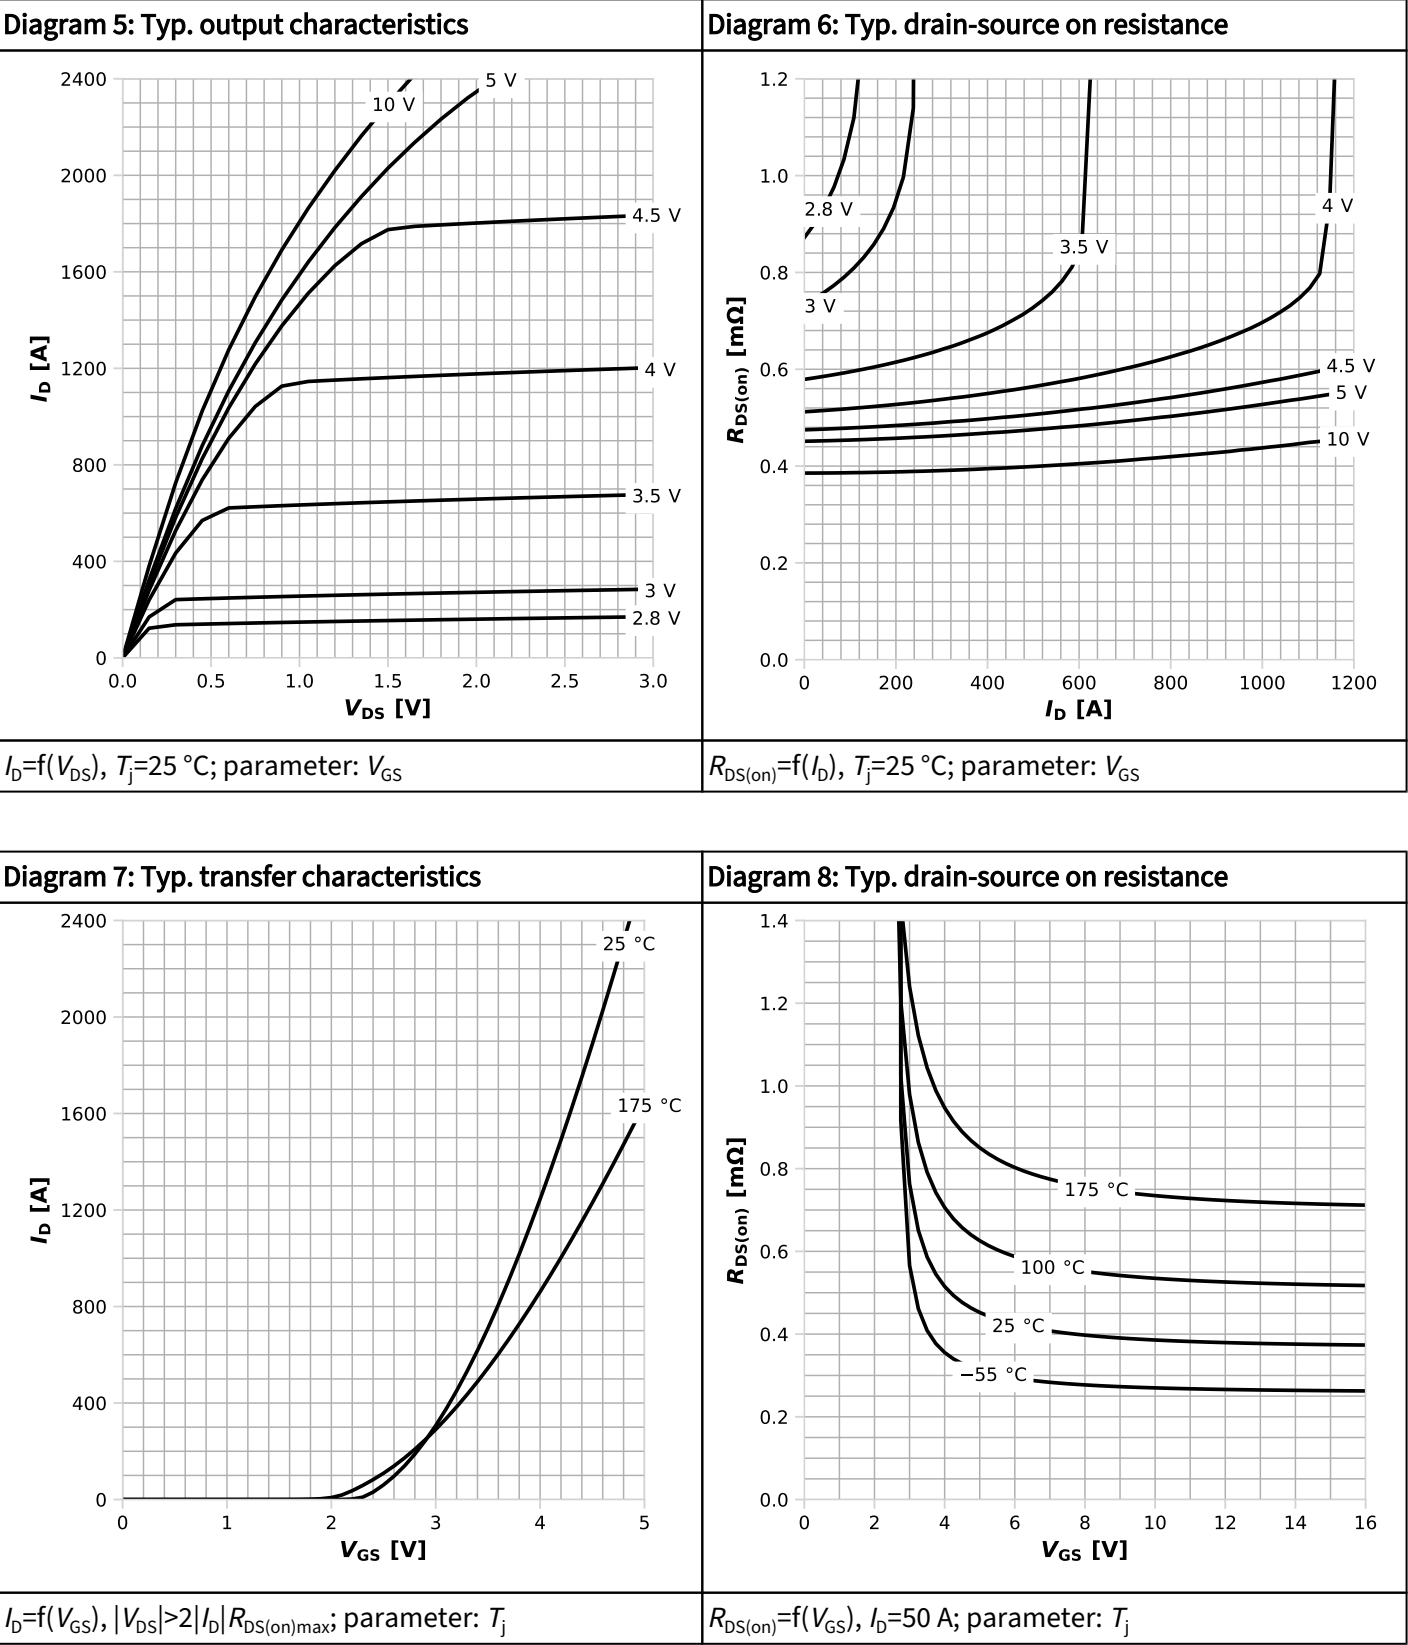 Diagram 5: Typ. output characteristics
Diagram 6: Typ. drain-source on resistance
2400
2000
1600
1200
800
400
0
0.0 0.5 1.0 1.5 2.0 2.5 3.0
10 V
5 V
4.5 V
4 V
3.5 V
3 V
2.8 V
I_D [A]
V_DS [V]
1.2
1.0
0.8
0.6
0.4
0.2
0.0
0 200 400 600 800 1000 1200
2.8 V
3 V
3.5 V
4 V
4.5 V
5 V
10 V
R_DS(on) [mΩ]
I_D [A]
I_D=f(V_DS), T_j=25 °C; parameter: V_GS
R_DS(on)=f(I_D), T_j=25 °C; parameter: V_GS
Diagram 7: Typ. transfer characteristics
Diagram 8: Typ. drain-source on resistance
2400
2000
1600
1200
800
400
0
0 1 2 3 4 5
25 °C
175 °C
I_D [A]
V_GS [V]
1.4
1.2
1.0
0.8
0.6
0.4
0.2
0.0
0 2 4 6 8 10 12 14 16
175 °C
100 °C
25 °C
−55 °C
R_DS(on) [mΩ]
V_GS [V]
I_D=f(V_GS), |V_DS|>2|I_D|R_DS(on)max; parameter: T_j
R_DS(on)=f(V_GS), I_D=50 A; parameter: T_j